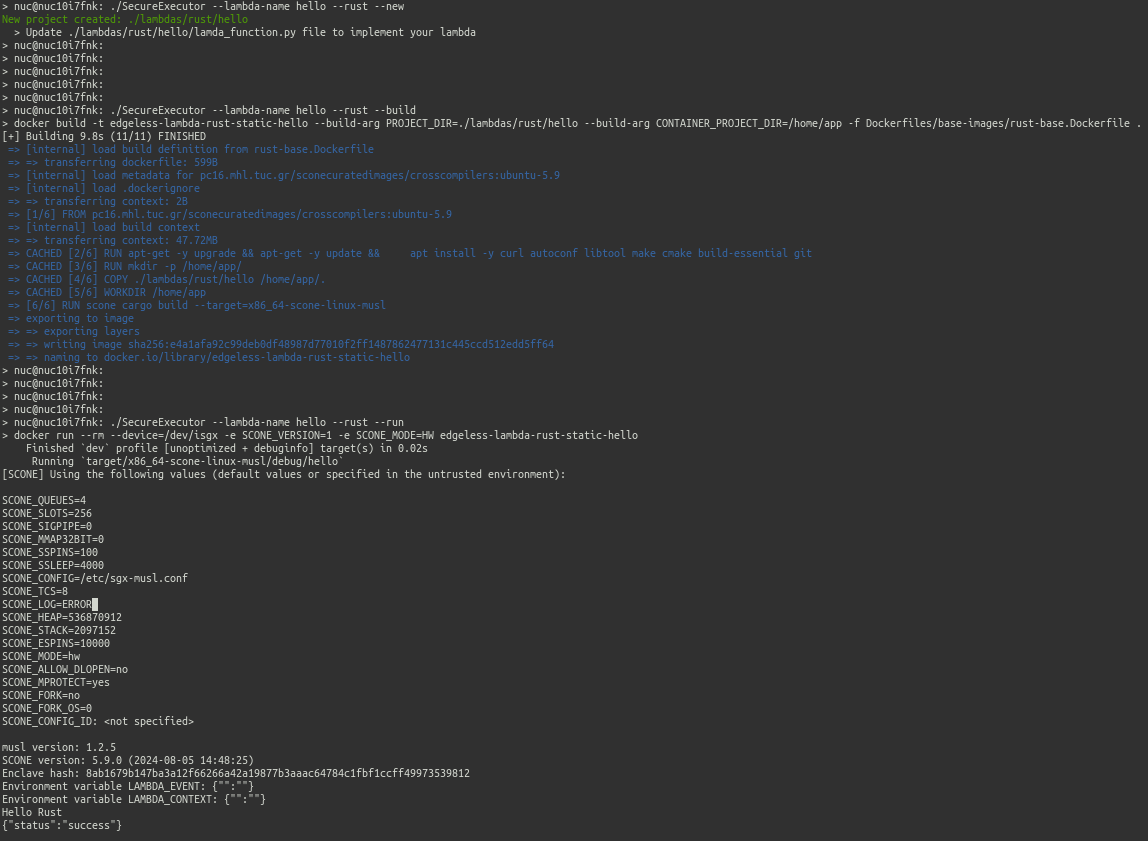 > nuc@nuc10i7fnk: ./SecureExecutor --lambda-name hello --rust --new
New project created: ./lambdas/rust/hello
  > Update ./lambdas/rust/hello/lamda_function.py file to implement your lambda
> nuc@nuc10i7fnk:
> nuc@nuc10i7fnk:
> nuc@nuc10i7fnk:
> nuc@nuc10i7fnk:
> nuc@nuc10i7fnk:
> nuc@nuc10i7fnk: ./SecureExecutor --lambda-name hello --rust --build
> docker build -t edgeless-lambda-rust-static-hello --build-arg PROJECT_DIR=./lambdas/rust/hello --build-arg CONTAINER_PROJECT_DIR=/home/app -f Dockerfiles/base-images/rust-base.Dockerfile .
[+] Building 9.8s (11/11) FINISHED
 => [internal] load build definition from rust-base.Dockerfile
 => => transferring dockerfile: 599B
 => [internal] load metadata for pc16.mhl.tuc.gr/sconecuratedimages/crosscompilers:ubuntu-5.9
 => [internal] load .dockerignore
 => => transferring context: 2B
 => [1/6] FROM pc16.mhl.tuc.gr/sconecuratedimages/crosscompilers:ubuntu-5.9
 => [internal] load build context
 => => transferring context: 47.72MB
 => CACHED [2/6] RUN apt-get -y upgrade && apt-get -y update &&     apt install -y curl autoconf libtool make cmake build-essential git
 => CACHED [3/6] RUN mkdir -p /home/app/
 => CACHED [4/6] COPY ./lambdas/rust/hello /home/app/.
 => CACHED [5/6] WORKDIR /home/app
 => [6/6] RUN scone cargo build --target=x86_64-scone-linux-musl
 => exporting to image
 => => exporting layers
 => => writing image sha256:e4a1afa92c99deb0df48987d77010f2ff1487862477131c445ccd512edd5ff64
 => => naming to docker.io/library/edgeless-lambda-rust-static-hello
> nuc@nuc10i7fnk:
> nuc@nuc10i7fnk:
> nuc@nuc10i7fnk:
> nuc@nuc10i7fnk:
> nuc@nuc10i7fnk: ./SecureExecutor --lambda-name hello --rust --run
> docker run --rm --device=/dev/isgx -e SCONE_VERSION=1 -e SCONE_MODE=HW edgeless-lambda-rust-static-hello
    Finished `dev` profile [unoptimized + debuginfo] target(s) in 0.02s
     Running `target/x86_64-scone-linux-musl/debug/hello`
[SCONE] Using the following values (default values or specified in the untrusted environment):
SCONE_QUEUES=4
SCONE_SLOTS=256
SCONE_SIGPIPE=0
SCONE_MMAP32BIT=0
SCONE_SSPINS=100
SCONE_SSLEEP=4000
SCONE_CONFIG=/etc/sgx-musl.conf
SCONE_TCS=8
SCONE_LOG=ERROR
SCONE_HEAP=536870912
SCONE_STACK=2097152
SCONE_ESPINS=10000
SCONE_MODE=hw
SCONE_ALLOW_DLOPEN=no
SCONE_MPROTECT=yes
SCONE_FORK=no
SCONE_FORK_OS=0
SCONE_CONFIG_ID: <not specified>
musl version: 1.2.5
SCONE version: 5.9.0 (2024-08-05 14:48:25)
Enclave hash: 8ab1679b147ba3a12f66266a42a19877b3aaac64784c1fbf1ccff49973539812
Environment variable LAMBDA_EVENT: {"":""}
Environment variable LAMBDA_CONTEXT: {"":""}
Hello Rust
{"status":"success"}